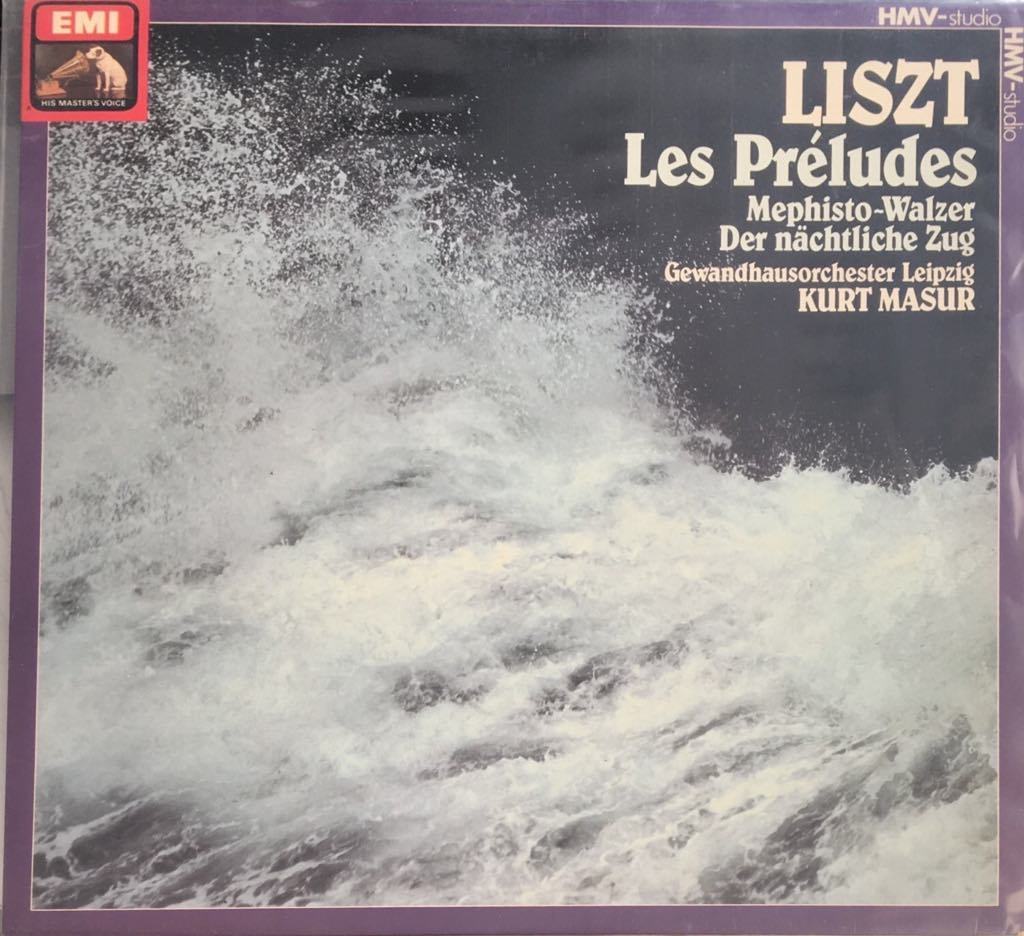 EMI
HIS MASTER'S VOICE
HMV-studio
HMV-studio
LISZT
Les Préludes
Mephisto-Walzer
Der nächtliche Zug
Gewandhausorchester Leipzig
KURT MASUR